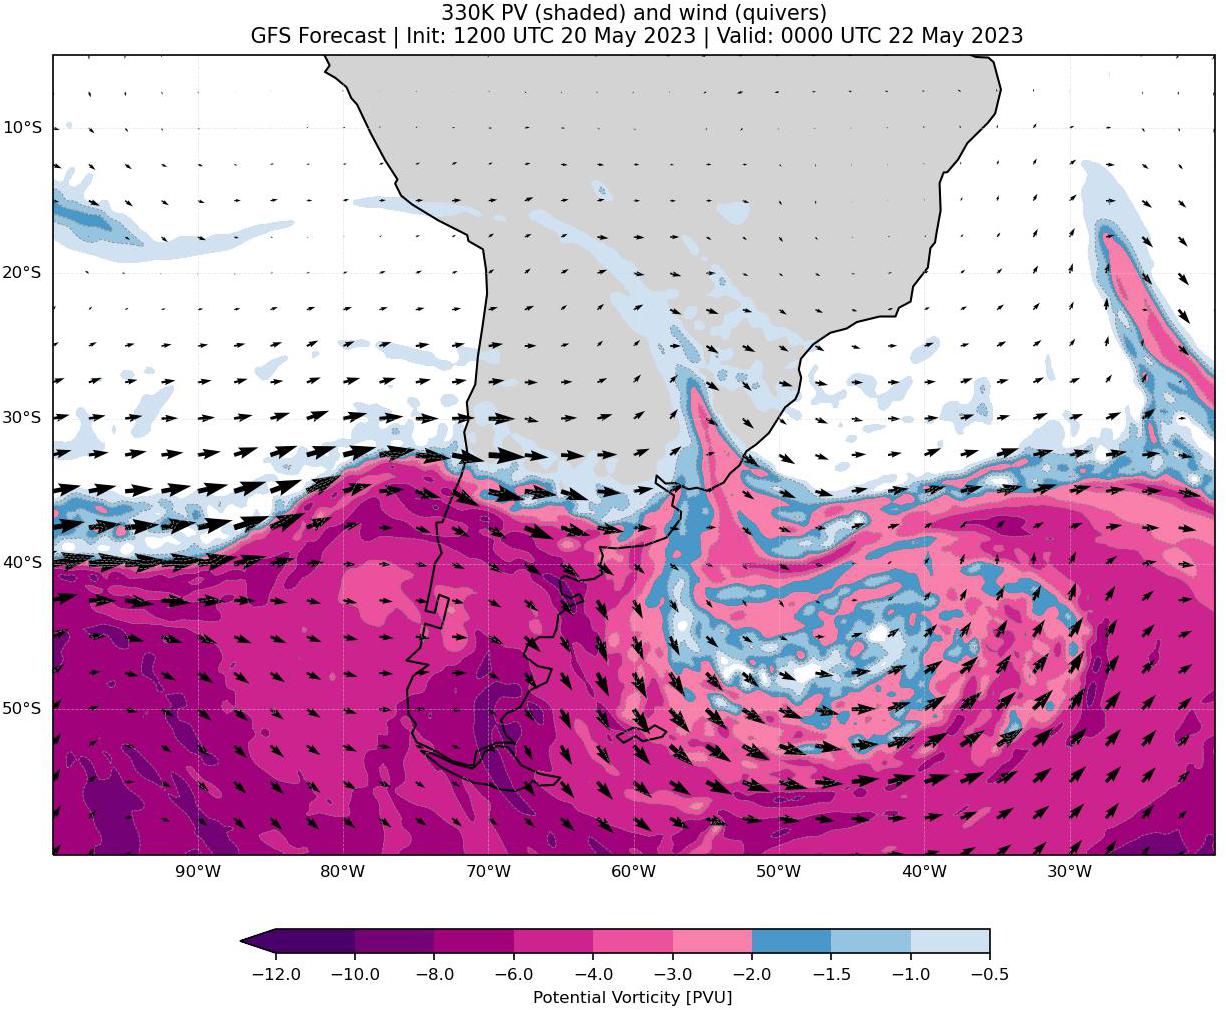 330K PV (shaded) and wind (quivers)
GFS Forecast | Init: 1200 UTC 20 May 2023 | Valid: 0000 UTC 22 May 2023
10°S
20°S
30°S
40°S
50°S
90°W 80°W 70°W 60°W 50°W 40°W 30°W
−12.0 −10.0 −8.0 −6.0 −4.0 −3.0 −2.0 −1.5 −1.0 −0.5
Potential Vorticity [PVU]